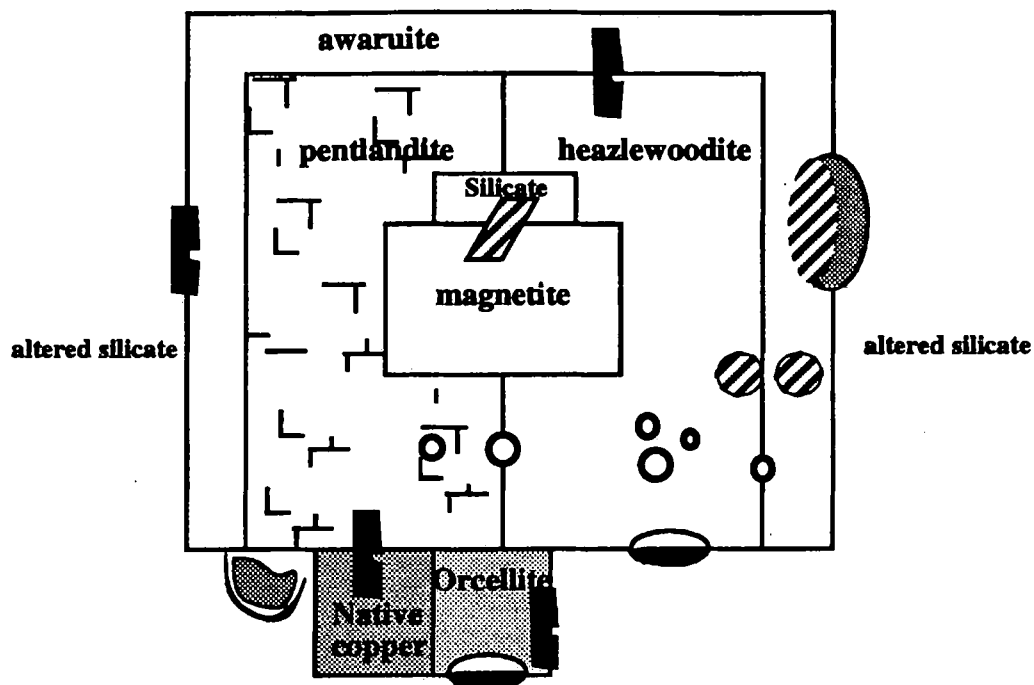 awaruite
pentlandite
heazlewoodite
Silicate
magnetite
altered silicate
altered silicate
Orcellite
Native
copper